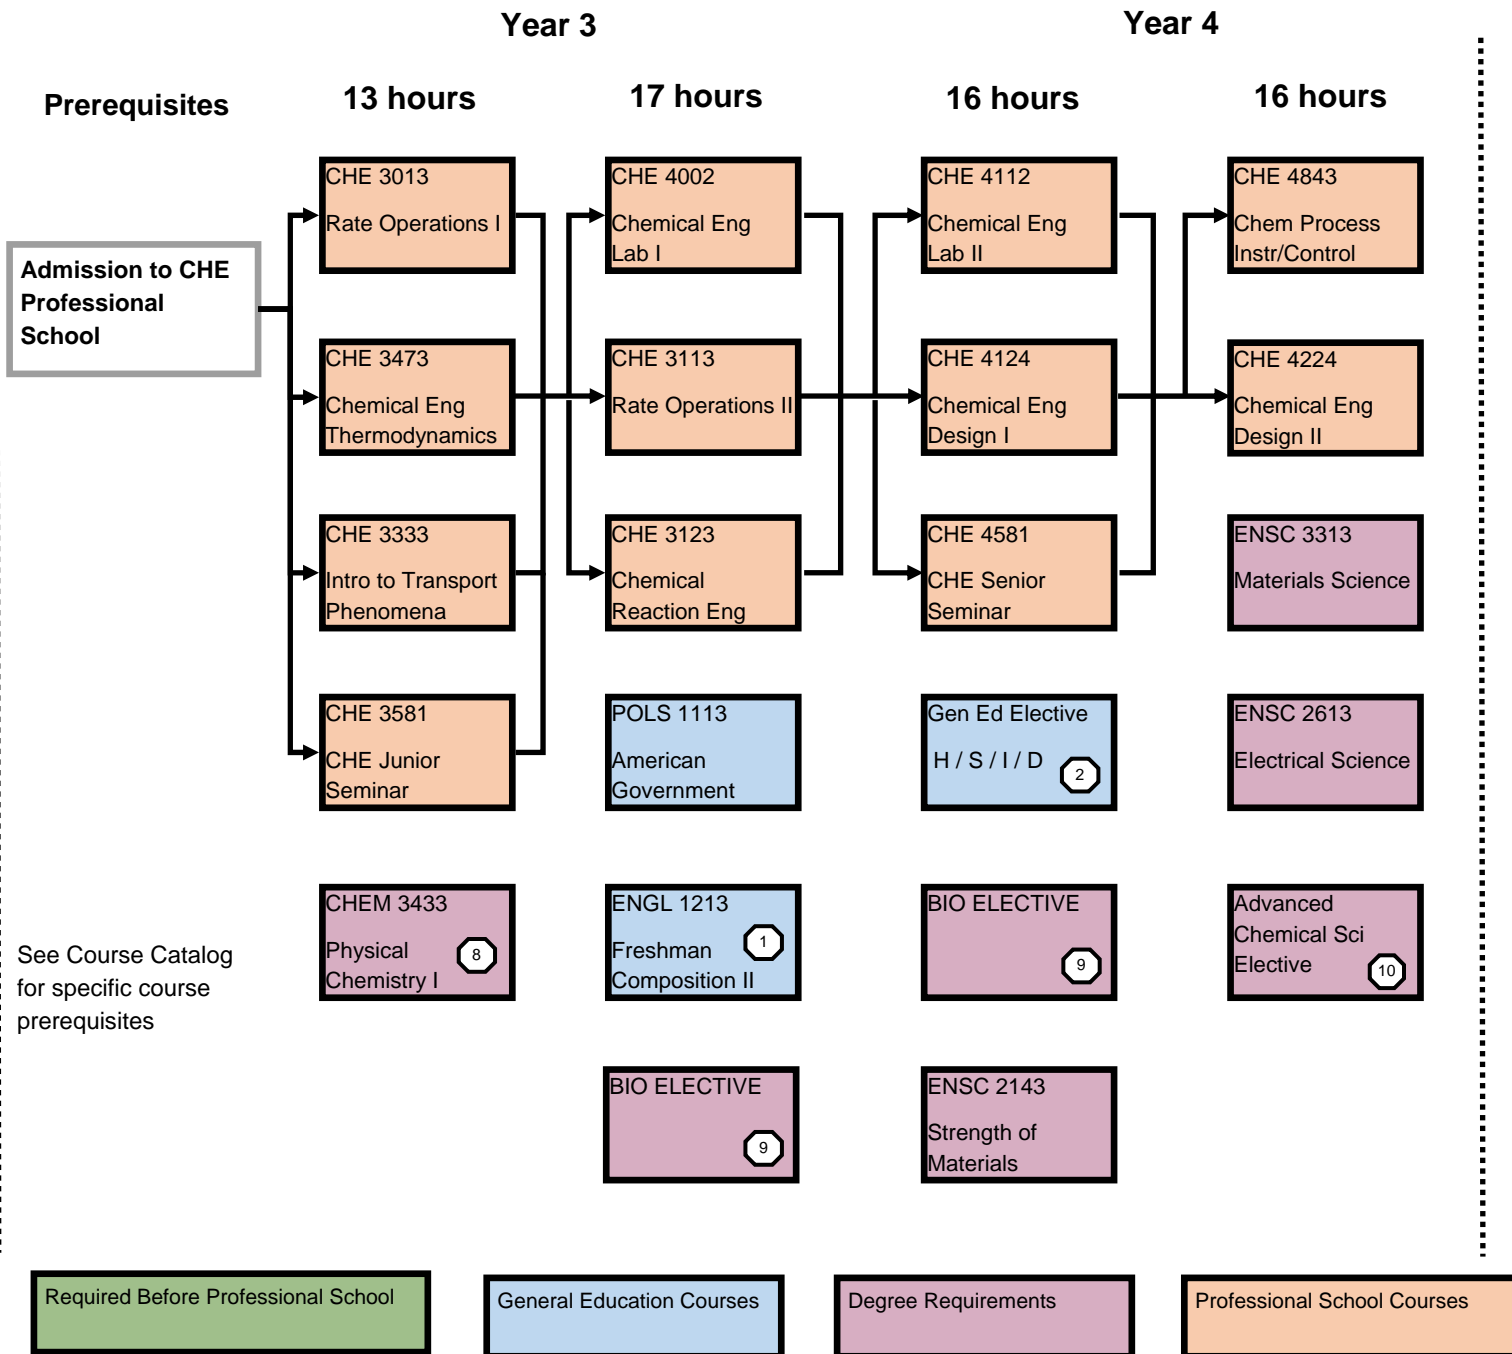 Year 3
Year 4
Prerequisites
13 hours
17 hours
16 hours
16 hours
Admission to CHE
Professional
School
CHE 3013
Rate Operations I
CHE 4002
Chemical Eng
Lab I
CHE 4112
Chemical Eng
Lab II
CHE 4843
Chem Process
Instr/Control
CHE 3473
Chemical Eng
Thermodynamics
CHE 3113
Rate Operations II
CHE 4124
Chemical Eng
Design I
CHE 4224
Chemical Eng
Design II
CHE 3333
Intro to Transport
Phenomena
CHE 3123
Chemical
Reaction Eng
CHE 4581
CHE Senior
Seminar
ENSC 3313
Materials Science
CHE 3581
CHE Junior
Seminar
POLS 1113
American
Government
Gen Ed Elective
H / S / I / D
2
ENSC 2613
Electrical Science
See Course Catalog
for specific course
prerequisites
CHEM 3433
Physical
Chemistry I
8
ENGL 1213
Freshman
Composition II
1
BIO ELECTIVE
9
Advanced
Chemical Sci
Elective
10
BIO ELECTIVE
9
ENSC 2143
Strength of
Materials
Required Before Professional School
General Education Courses
Degree Requirements
Professional School Courses